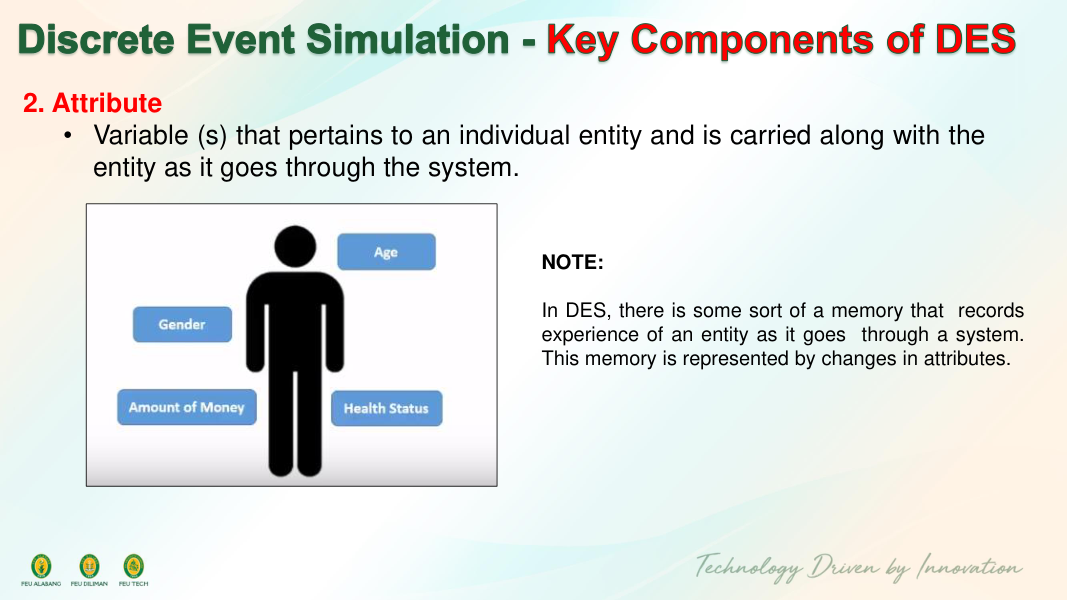 Discrete Event Simulation - Key Components of DES
2. Attribute
• Variable (s) that pertains to an individual entity and is carried along with the
entity as it goes through the system.
Age
Gender
Amount of Money
Health Status
NOTE:
In DES, there is some sort of a memory that records
experience of an entity as it goes through a system.
This memory is represented by changes in attributes.
FEU ALABANG FEU DILIMAN FEU TECH
Technology Driven by Innovation